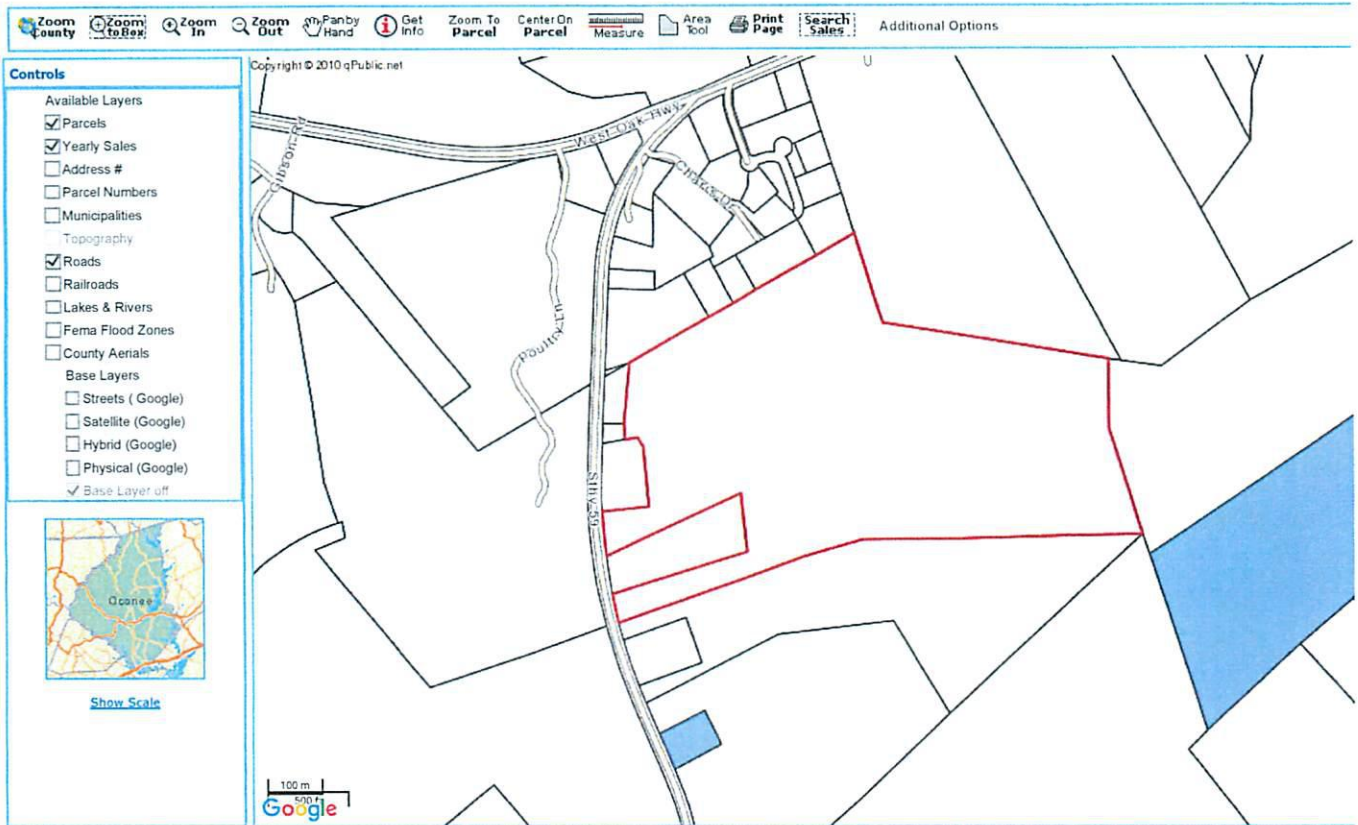 Zoom County
Zoom to Box
Zoom In
Zoom Out
Pan by Hand
Get Info
Zoom To Parcel
Center On Parcel
Measure
Area Tool
Print Page
Search Sales
Additional Options
Controls
Available Layers
Parcels
Yearly Sales
Address #
Parcel Numbers
Municipalities
Topography
Roads
Railroads
Lakes & Rivers
Fema Flood Zones
County Aerials
Base Layers
Streets ( Google)
Satellite (Google)
Hybrid (Google)
Physical (Google)
Base Layer off
Oconee
Show Scale
Copyright © 2010 qPublic.net
Gibson Rd
West Oak Hwy
Poultry Ln
S Hwy 59
100 m
500 f
Google